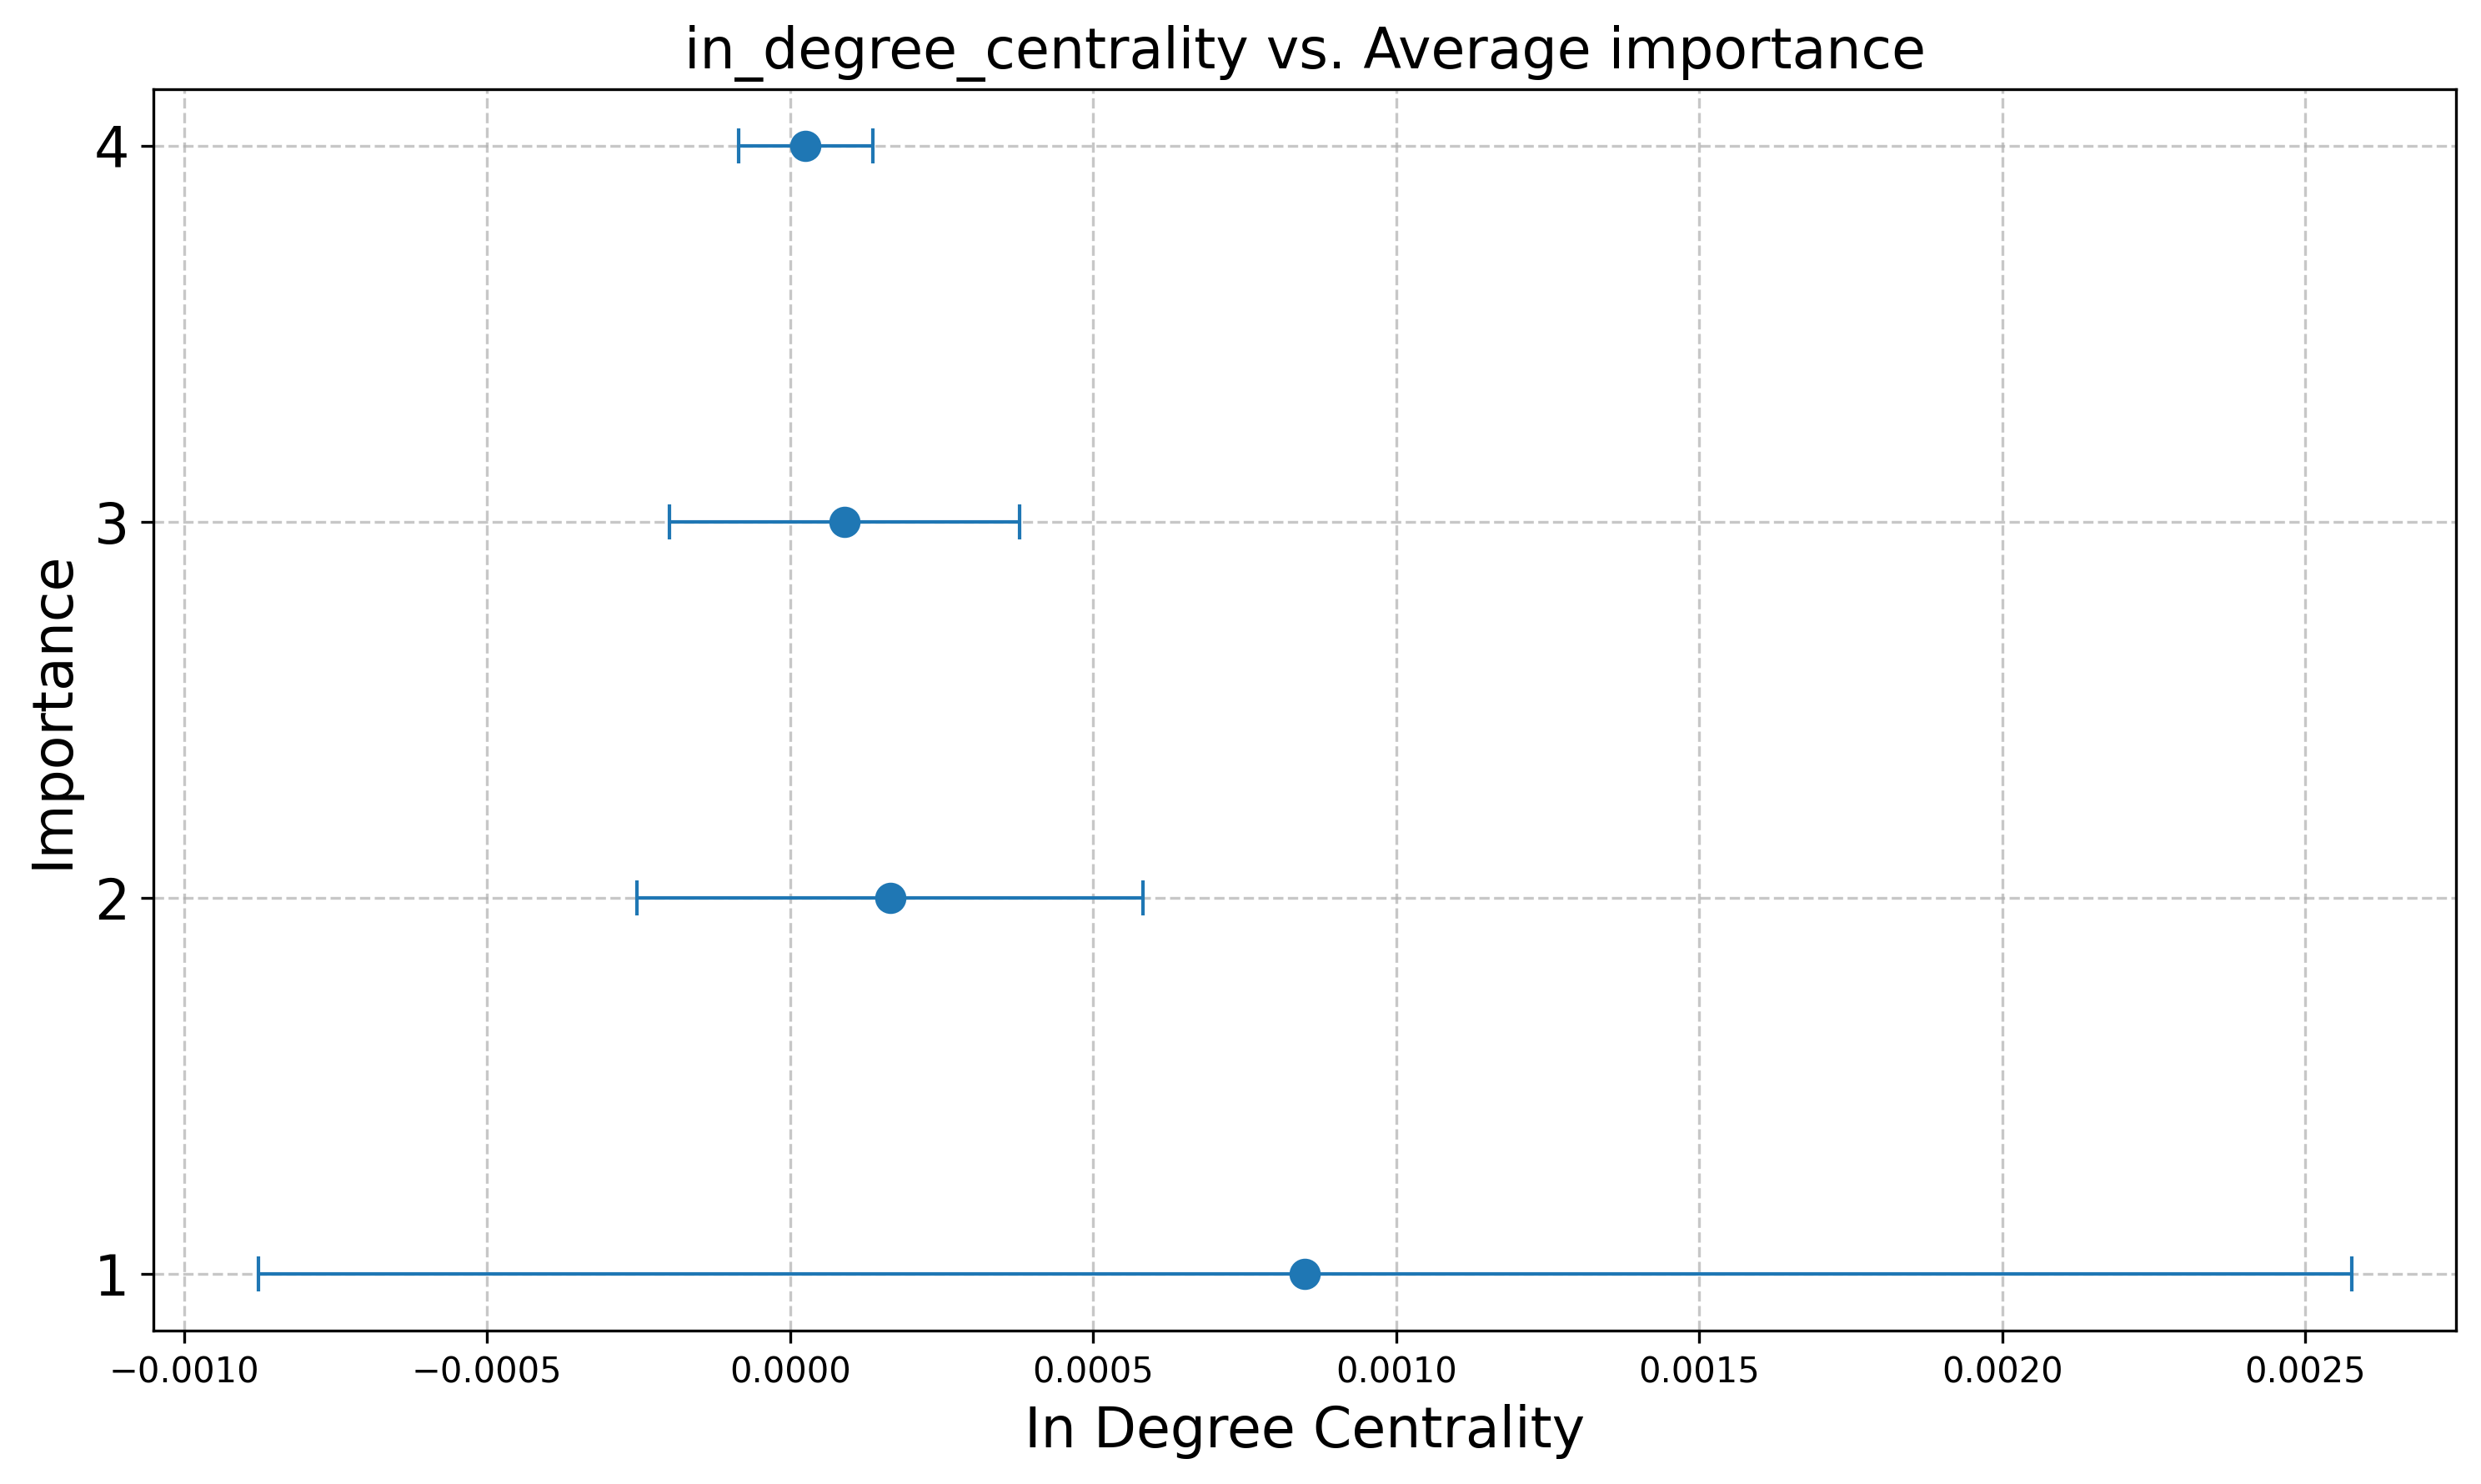 in_degree_centrality vs. Average importance
4
3
2
1
Importance
−0.0010 −0.0005 0.0000 0.0005 0.0010 0.0015 0.0020 0.0025
In Degree Centrality